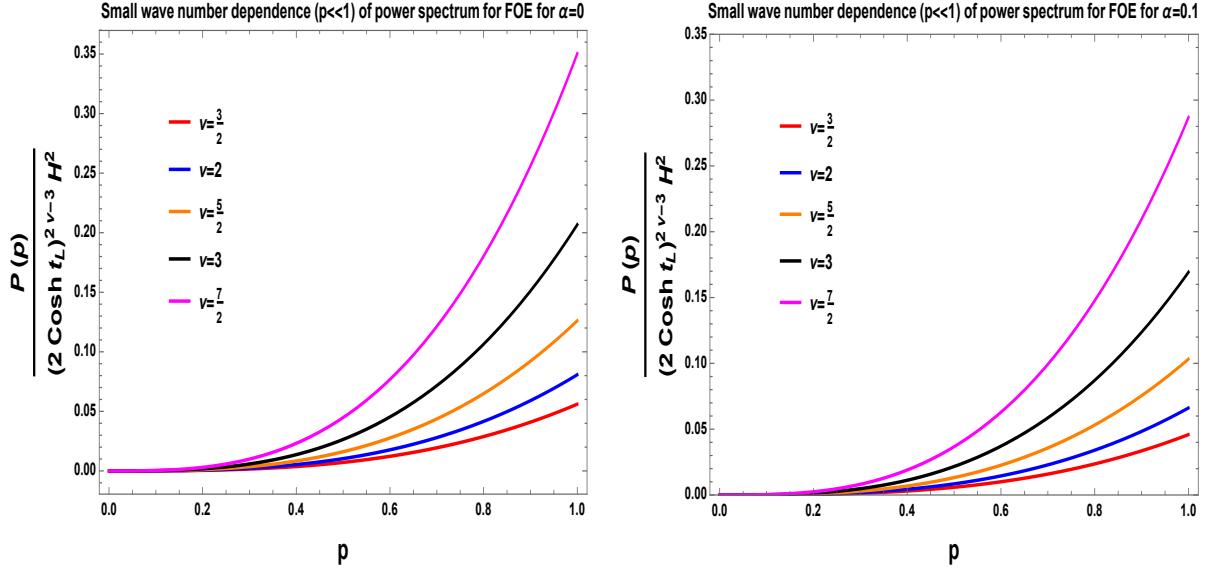 Small wave number dependence (p<<1) of power spectrum for FOE for α=0
0.35
0.30
0.25
0.20
0.15
0.10
0.05
0.00
0.0 0.2 0.4 0.6 0.8 1.0
P (p)
(2 Cosh t_L)^{2 ν-3} H^2
p
ν=3/2
ν=2
ν=5/2
ν=3
ν=7/2
Small wave number dependence (p<<1) of power spectrum for FOE for α=0.1
0.35
0.30
0.25
0.20
0.15
0.10
0.05
0.00
0.0 0.2 0.4 0.6 0.8 1.0
P (p)
(2 Cosh t_L)^{2 ν-3} H^2
p
ν=3/2
ν=2
ν=5/2
ν=3
ν=7/2